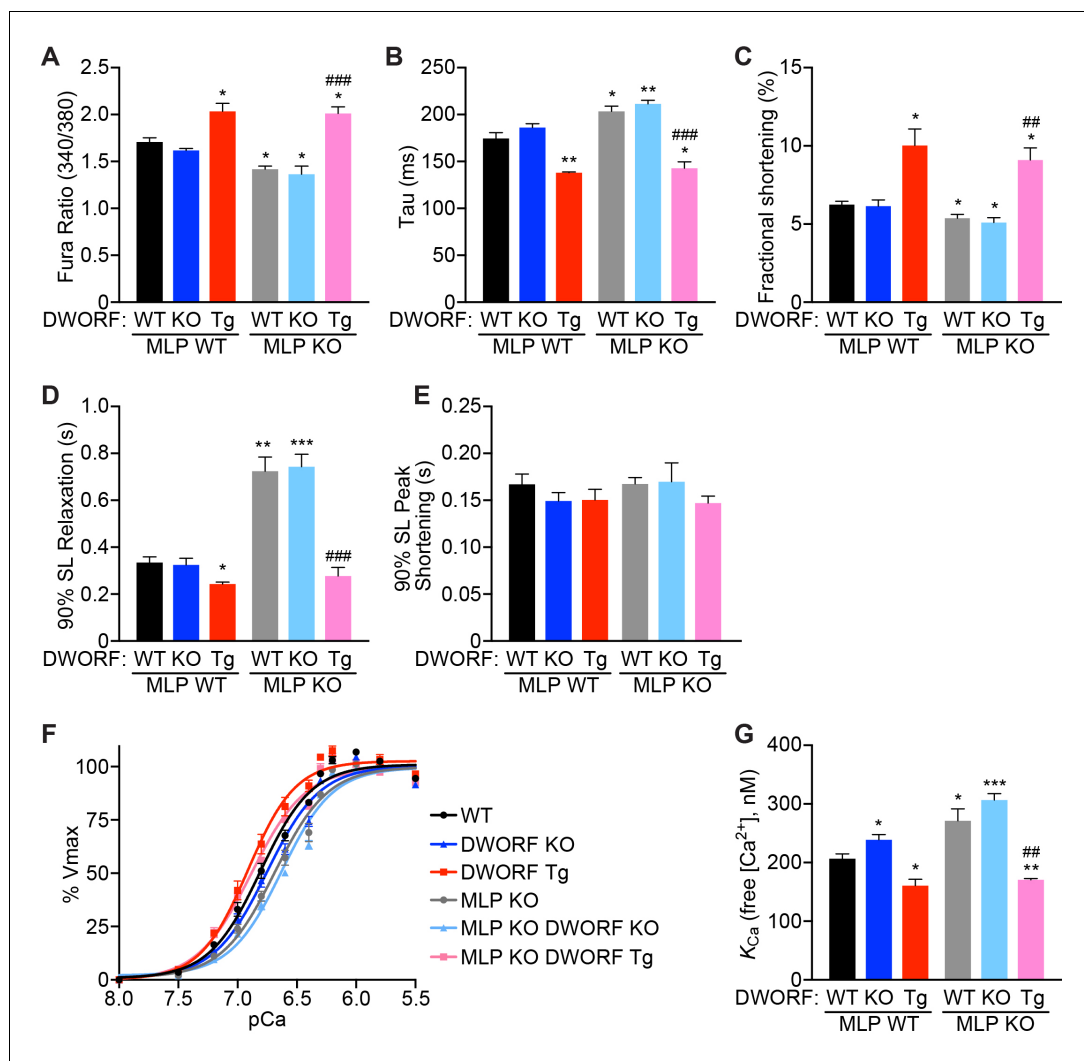 A
Fura Ratio (340/380)
2.5
2.0
1.5
1.0
0.5
0
*
* *
###
*
DWORF: WT KO Tg WT KO Tg
MLP WT MLP KO
B
Tau (ms)
250
200
150
100
50
0
**
* **
###
*
DWORF: WT KO Tg WT KO Tg
MLP WT MLP KO
C
Fractional shortening (%)
15
10
5
0
*
* *
##
*
DWORF: WT KO Tg WT KO Tg
MLP WT MLP KO
D
90% SL Relaxation (s)
1.0
0.8
0.6
0.4
0.2
0
*
** ***
###
DWORF: WT KO Tg WT KO Tg
MLP WT MLP KO
E
90% SL Peak
Shortening (s)
0.25
0.20
0.15
0.10
0.05
0
DWORF: WT KO Tg WT KO Tg
MLP WT MLP KO
F
% Vmax
100
75
50
25
0
8.0 7.5 7.0 6.5 6.0 5.5
pCa
WT
DWORF KO
DWORF Tg
MLP KO
MLP KO DWORF KO
MLP KO DWORF Tg
G
KCa (free [Ca2+], nM)
400
300
200
100
0
*
*
* ***
##
**
DWORF: WT KO Tg WT KO Tg
MLP WT MLP KO